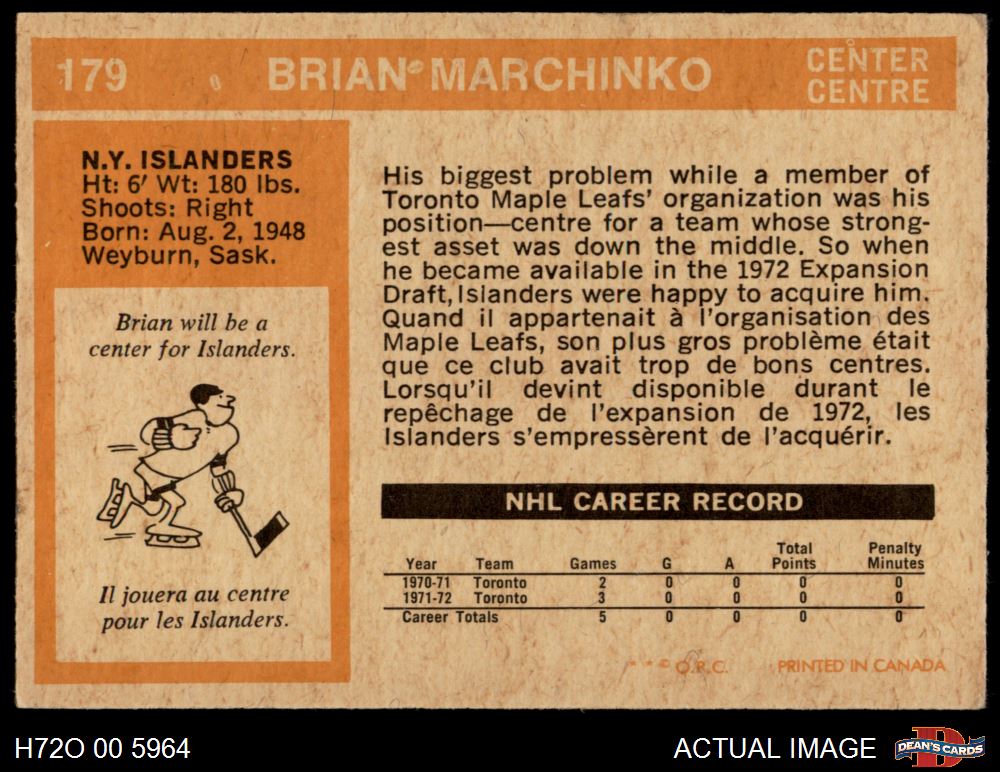 179 BRIAN MARCHINKO CENTER
CENTRE
N.Y. ISLANDERS
Ht: 6' Wt: 180 lbs.
Shoots: Right
Born: Aug. 2, 1948
Weyburn, Sask.
Brian will be a
center for Islanders.
Il jouera au centre
pour les Islanders.
His biggest problem while a member of
Toronto Maple Leafs' organization was his
position—centre for a team whose strong-
est asset was down the middle. So when
he became available in the 1972 Expansion
Draft, Islanders were happy to acquire him.
Quand il appartenait à l'organisation des
Maple Leafs, son plus gros problème était
que ce club avait trop de bons centres.
Lorsqu'il devint disponible durant le
repêchage de l'expansion de 1972, les
Islanders s'empressèrent de l'acquérir.
NHL CAREER RECORD
Year Team Games G A Total Points Penalty Minutes
1970-71 Toronto 2 0 0 0 0
1971-72 Toronto 3 0 0 0 0
Career Totals 5 0 0 0 0
* * © O.P.C. PRINTED IN CANADA
H72O 00 5964 ACTUAL IMAGE DEAN'S CARDS